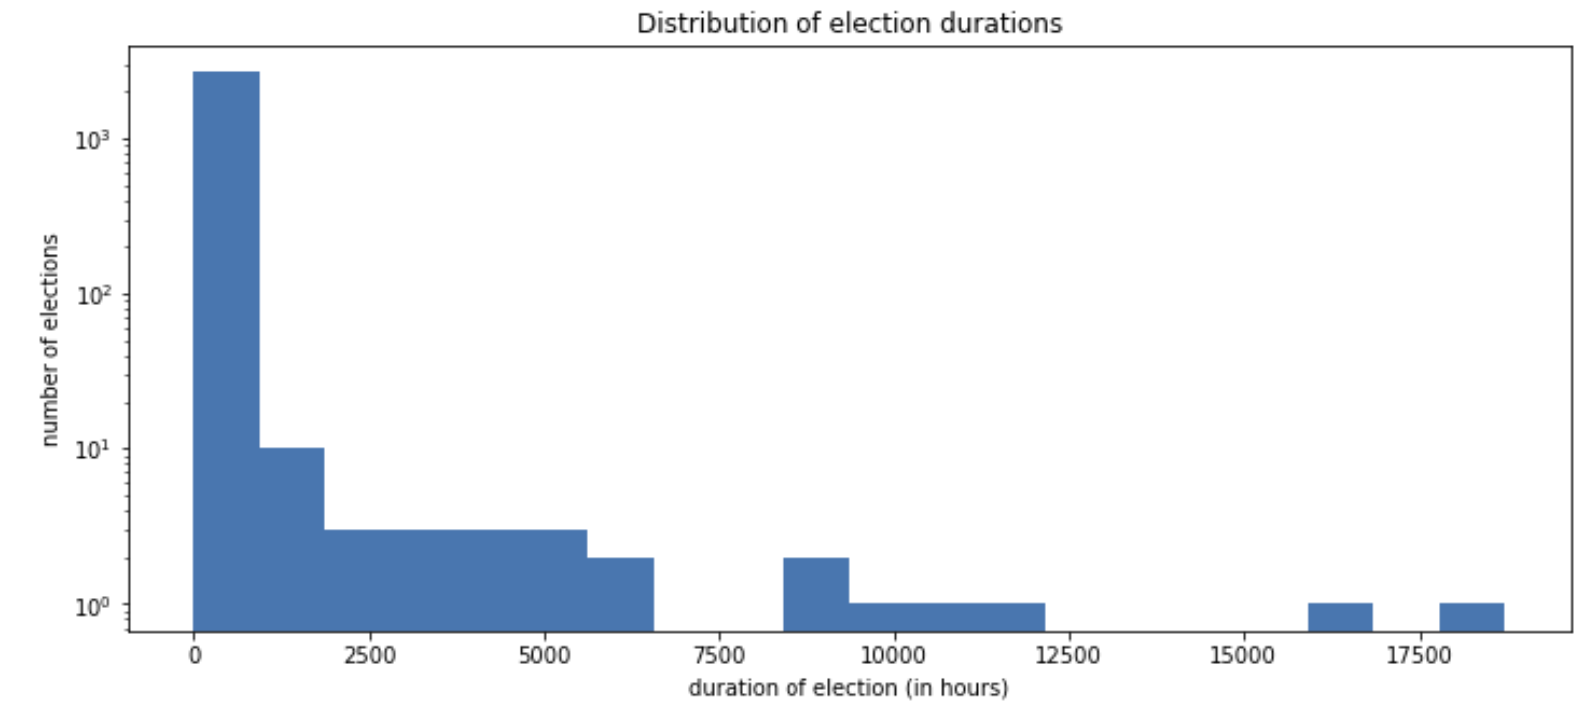 Distribution of election durations
number of elections
10³
10²
10¹
10⁰
0 2500 5000 7500 10000 12500 15000 17500
duration of election (in hours)